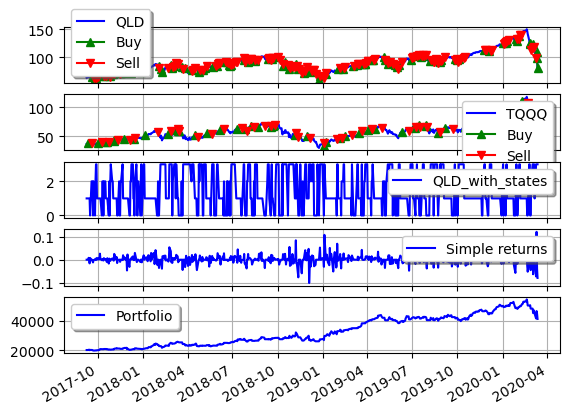 QLD
Buy
Sell
150
100
TQQQ
Buy
Sell
100
50
QLD_with_states
2
0
Simple returns
0.1
0.0
−0.1
Portfolio
40000
20000
2017-10
2018-01
2018-04
2018-07
2018-10
2019-01
2019-04
2019-07
2019-10
2020-01
2020-04